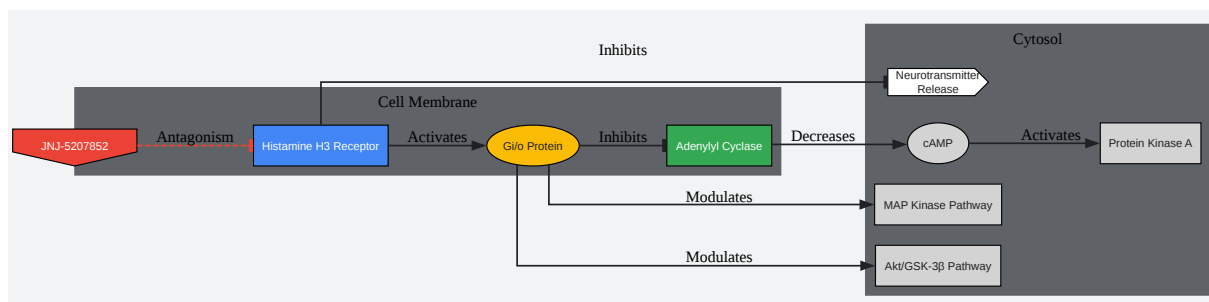 Inhibits
Cytosol
Neurotransmitter
Release
Cell Membrane
JNJ-5207852
Antagonism
Histamine H3 Receptor
Activates
Gi/o Protein
Inhibits
Adenylyl Cyclase
Decreases
cAMP
Activates
Protein Kinase A
Modulates
MAP Kinase Pathway
Modulates
Akt/GSK-3β Pathway